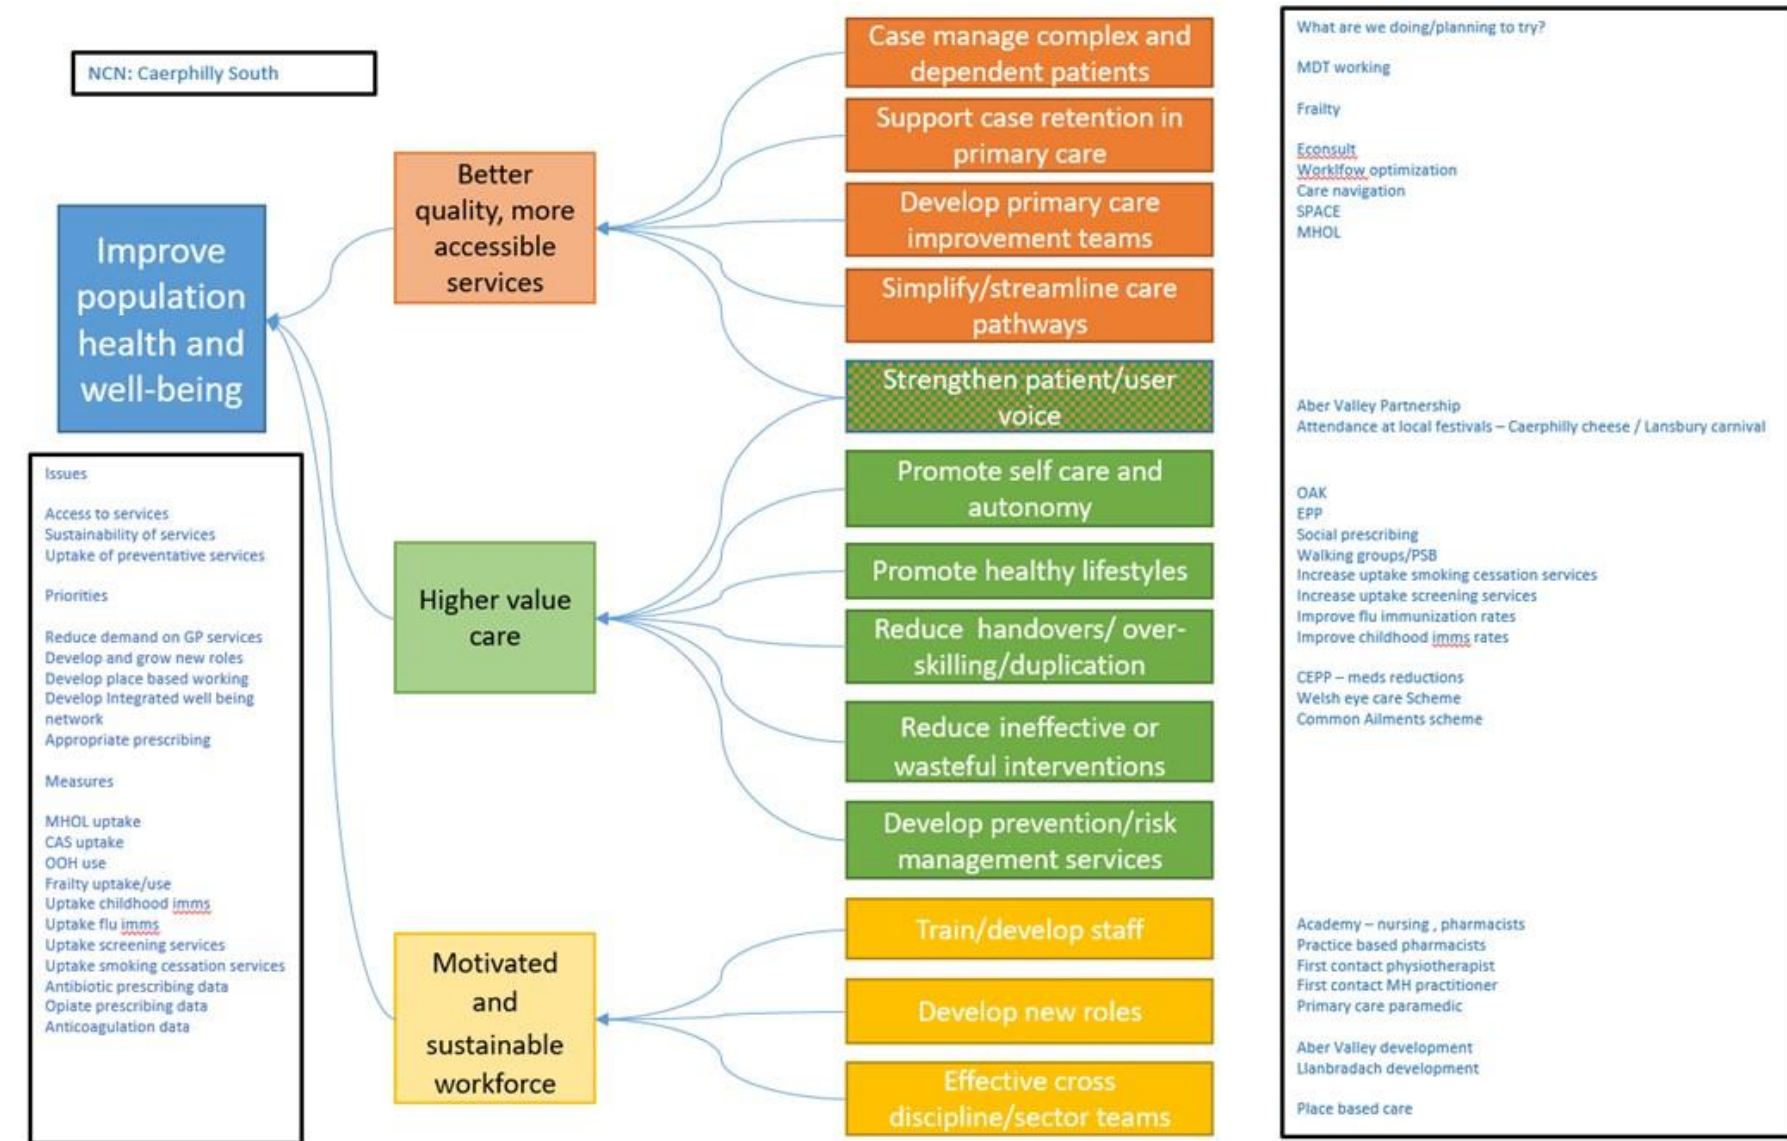 NCN: Caerphilly South
Improve
population
health and
well-being
Issues
Access to services
Sustainability of services
Uptake of preventative services
Priorities
Reduce demand on GP services
Develop and grow new roles
Develop place based working
Develop Integrated well being
network
Appropriate prescribing
Measures
MHOL uptake
CAS uptake
OOH use
Frailty uptake/use
Uptake childhood imms
Uptake flu imms
Uptake screening services
Uptake smoking cessation services
Antibiotic prescribing data
Opiate prescribing data
Anticoagulation data
Better
quality, more
accessible
services
Higher value
care
Motivated
and
sustainable
workforce
Case manage complex and
dependent patients
Support case retention in
primary care
Develop primary care
improvement teams
Simplify/streamline care
pathways
Strengthen patient/user
voice
Promote self care and
autonomy
Promote healthy lifestyles
Reduce handovers/ over-
skilling/duplication
Reduce ineffective or
wasteful interventions
Develop prevention/risk
management services
Train/develop staff
Develop new roles
Effective cross
discipline/sector teams
What are we doing/planning to try?
MDT working
Frailty
Econsult
Worklfow optimization
Care navigation
SPACE
MHOL
Aber Valley Partnership
Attendance at local festivals – Caerphilly cheese / Lansbury carnival
OAK
EPP
Social prescribing
Walking groups/PSB
Increase uptake smoking cessation services
Increase uptake screening services
Improve flu immunization rates
Improve childhood imms rates
CEPP – meds reductions
Welsh eye care Scheme
Common Ailments scheme
Academy – nursing , pharmacists
Practice based pharmacists
First contact physiotherapist
First contact MH practitioner
Primary care paramedic
Aber Valley development
Llanbradach development
Place based care